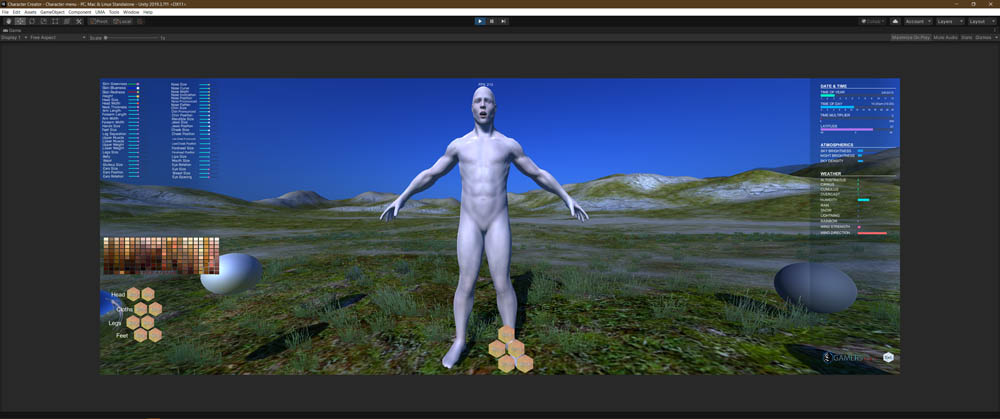 Character Creator - Character-menu - PC, Mac & Linux Standalone - Unity 2019.3.7f1 <DX11>
File Edit Assets GameObject Component UMA Tools Window Help
Pivot Local
Collab Account Layers Layout
Game
Display 1 Free Aspect Scale 1x Maximize On Play Mute Audio Stats Gizmos
Skin Greenness
Skin Blueness
Skin Redness
Height
Head Size
Head Width
Neck Thickness
Arm Length
Forearm Length
Arm Width
Forearm Width
Hands Size
Feet Size
Leg Separation
Upper Muscle
Lower Muscle
Upper Weight
Lower Weight
Legs Size
Belly
Waist
Gluteus Size
Ears Size
Ears Position
Ears Rotation
Nose Size
Nose Curve
Nose Width
Nose Inclination
Nose Position
Nose Pronounced
Nose Flatten
Chin Size
Chin Pronounced
Chin Position
Mandible Size
Jaws Size
Jaws Position
Cheek Size
Cheek Position
Low Cheek Pronounced
Low Cheek Position
Forehead Size
Forehead Position
Lips Size
Mouth Size
Eye Rotation
Eye Size
Breast Size
Eye Spacing
DATE & TIME
TIME OF YEAR
TIME OF DAY
TIME MULTIPLIER
LATITUDE
ATMOSPHERICS
SKY BRIGHTNESS
NIGHT BRIGHTNESS
SKY DENSITY
WEATHER
ALTOSTRATUS
CIRRUS
CUMULUS
OVERCAST
HUMIDITY
RAIN
SNOW
LIGHTNING
RAINBOW
WIND STRENGTH
WIND DIRECTION
Head
Cloths
Legs
Feet
GAMERS